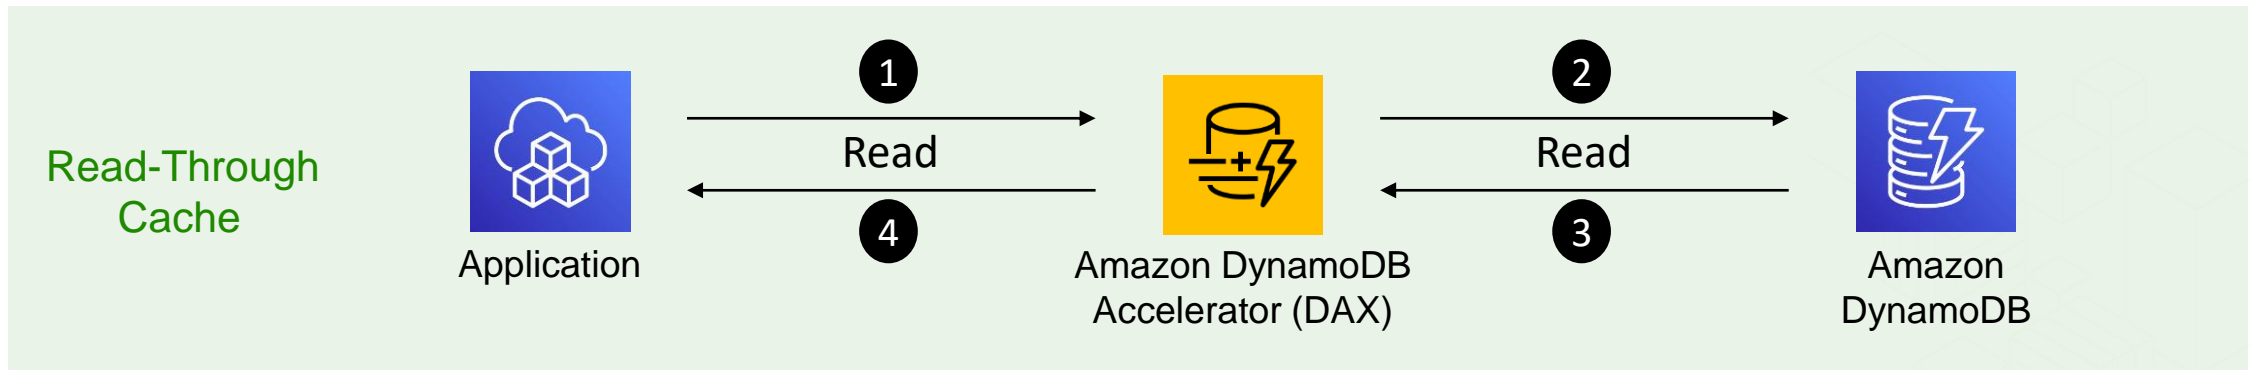 Read-Through
Cache
Application
1
Read
4
Amazon DynamoDB
Accelerator (DAX)
2
Read
3
Amazon
DynamoDB